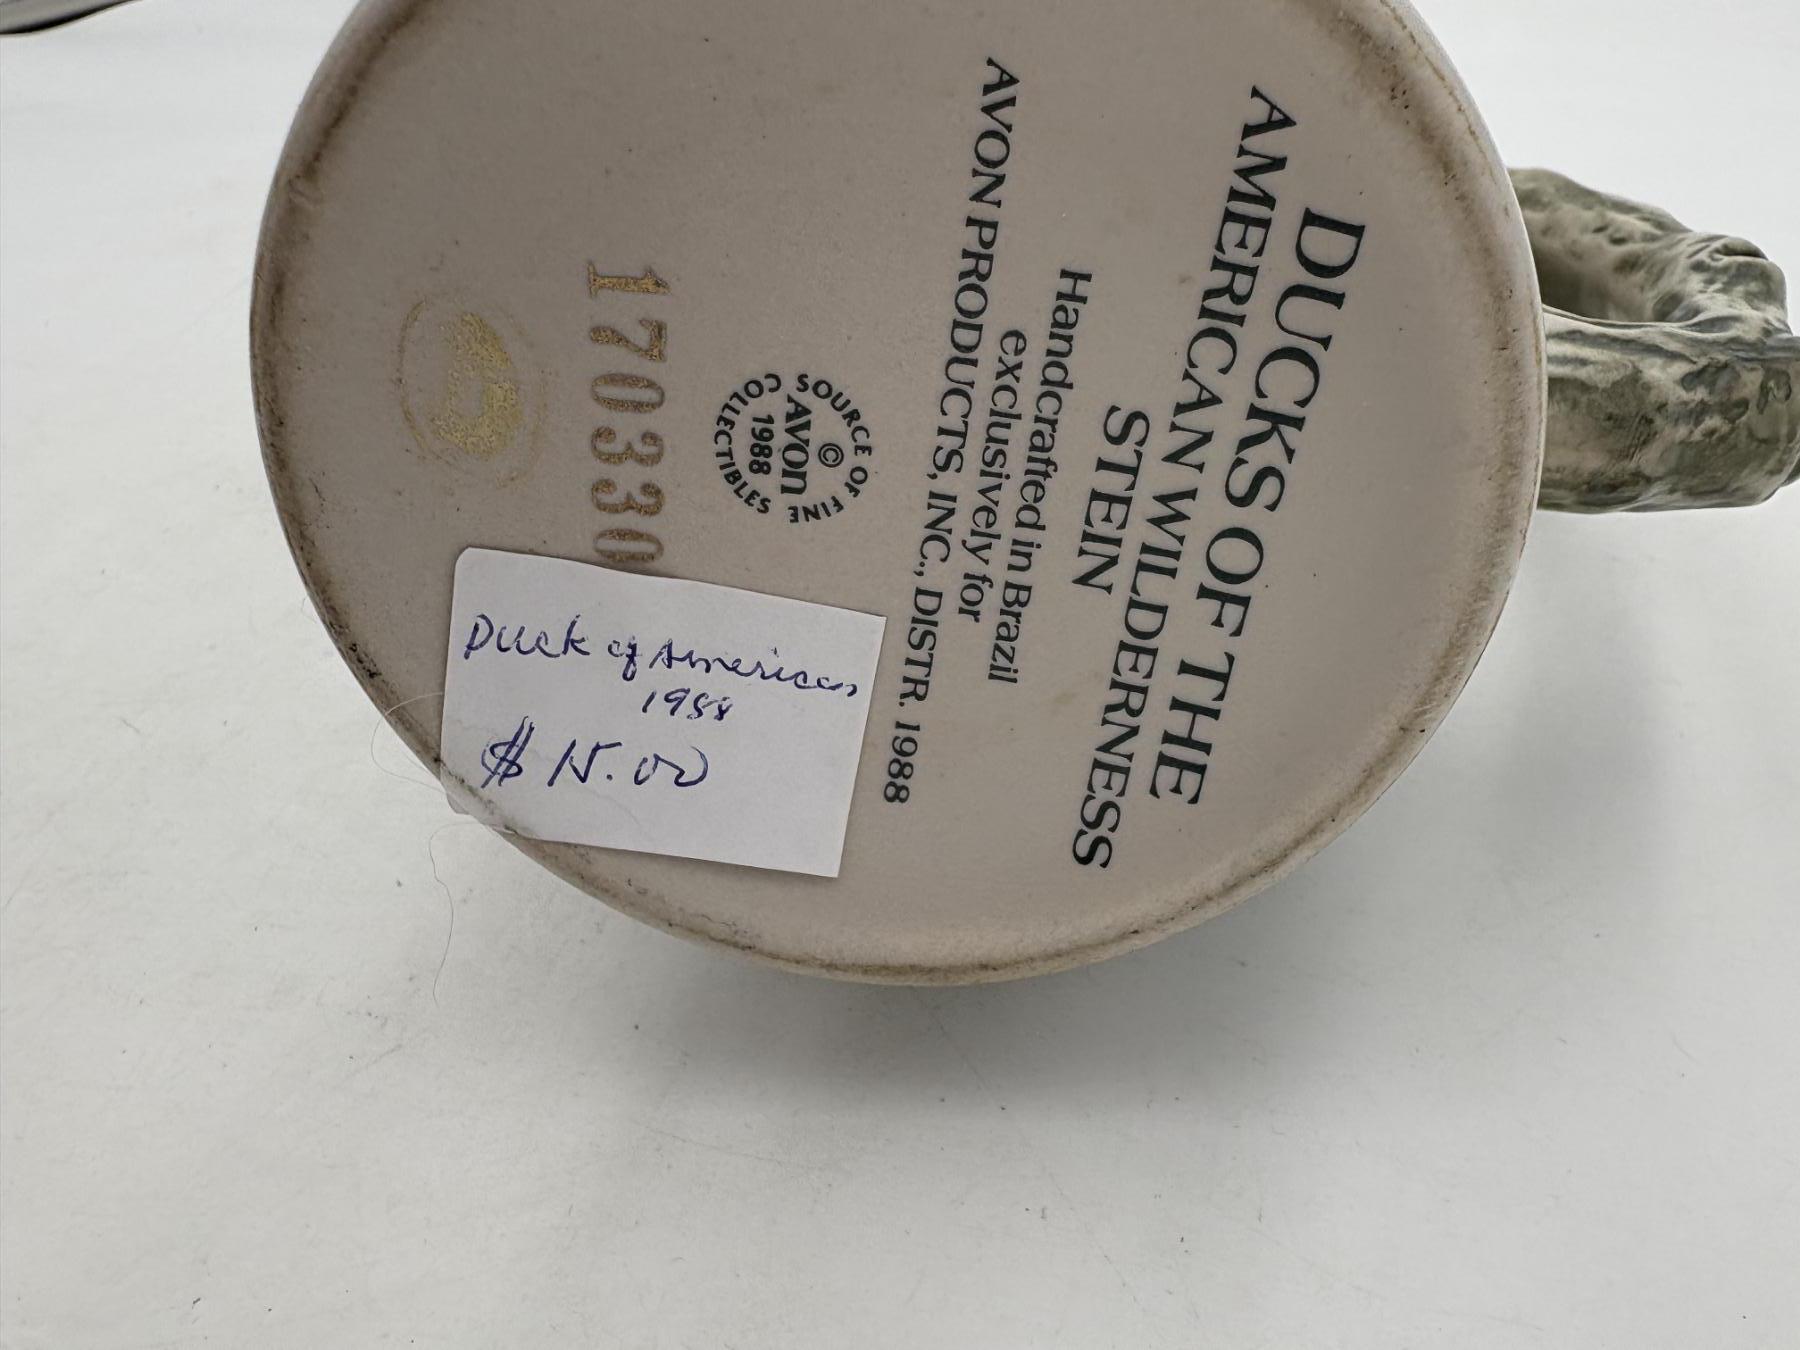 DUCKS OF THE
AMERICAN WILDERNESS
STEIN
Handcrafted in Brazil
exclusively for
AVON PRODUCTS, INC., DISTR. 1988
SOURCE OF FINE COLLECTIBLES
©
AVON
1988
170330
Duck of American
1988
$15.00